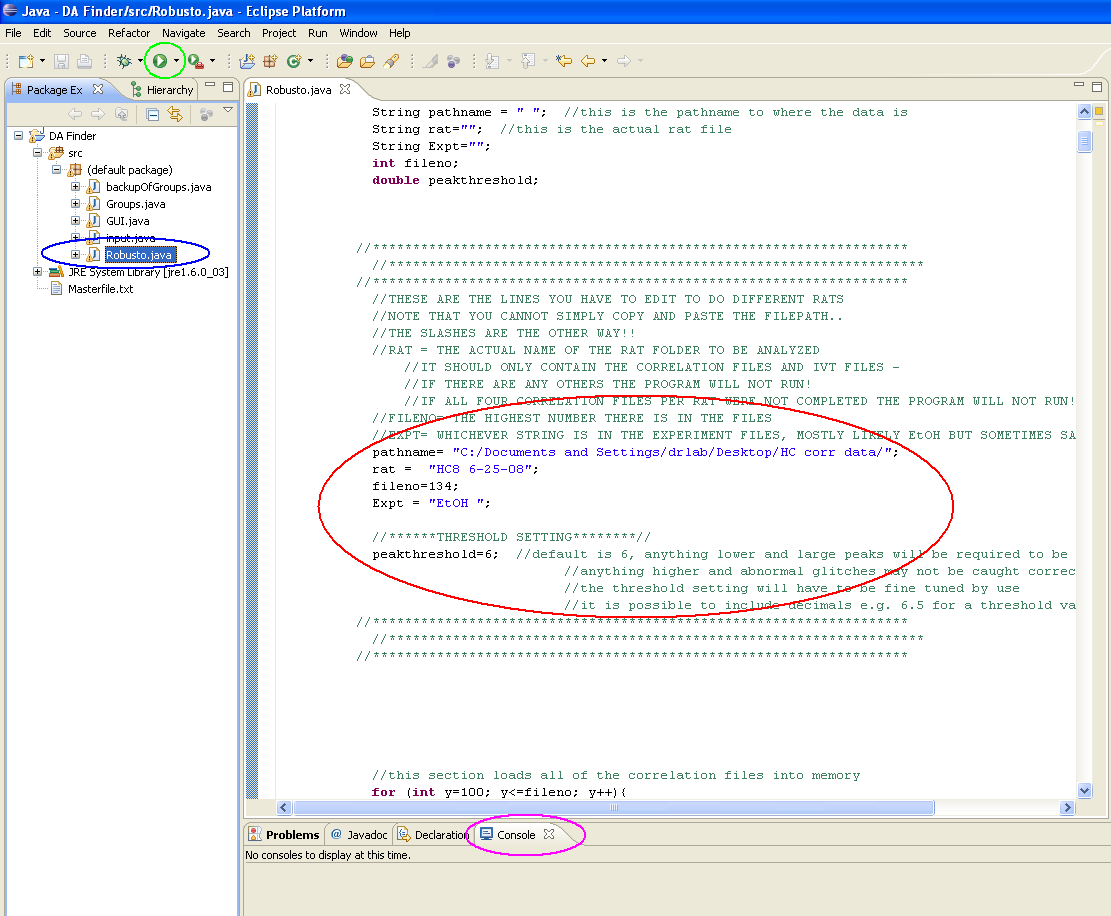 Java - DA Finder/src/Robusto.java - Eclipse Platform
File Edit Source Refactor Navigate Search Project Run Window Help
Package Ex Hierarchy
Robusto.java
DA Finder
src
(default package)
backupOfGroups.java
Groups.java
GUI.java
input.java
Robusto.java
JRE System Library [jre1.6.0_03]
Masterfile.txt
String pathname = " ";  //this is the pathname to where the data is
String rat="";  //this is the actual rat file
String Expt="";
int fileno;
double peakthreshold;
//*******************************************************************
//*******************************************************************
//*******************************************************************
//THESE ARE THE LINES YOU HAVE TO EDIT TO DO DIFFERENT RATS
//NOTE THAT YOU CANNOT SIMPLY COPY AND PASTE THE FILEPATH..
//THE SLASHES ARE THE OTHER WAY!!
//RAT = THE ACTUAL NAME OF THE RAT FOLDER TO BE ANALYZED
//IT SHOULD ONLY CONTAIN THE CORRELATION FILES AND IVT FILES -
//IF THERE ARE ANY OTHERS THE PROGRAM WILL NOT RUN!
//IF ALL FOUR CORRELATION FILES PER RAT WERE NOT COMPLETED THE PROGRAM WILL NOT RUN!
//FILENO= THE HIGHEST NUMBER THERE IS IN THE FILES
//EXPT= WHICHEVER STRING IS IN THE EXPERIMENT FILES, MOSTLY LIKELY EtOH BUT SOMETIMES SA
pathname= "C:/Documents and Settings/drlab/Desktop/HC corr data/";
rat =  "HC8 6-25-08";
fileno=134;
Expt = "EtOH ";
//******THRESHOLD SETTING********//
peakthreshold=6;  //default is 6, anything lower and large peaks will be required to be
//anything higher and abnormal glitches may not be caught correc
//the threshold setting will have to be fine tuned by use
//it is possible to include decimals e.g. 6.5 for a threshold va
//*******************************************************************
//*******************************************************************
//*******************************************************************
//this section loads all of the correlation files into memory
for (int y=100; y<=fileno; y++){
Problems Javadoc Declaration Console
No consoles to display at this time.